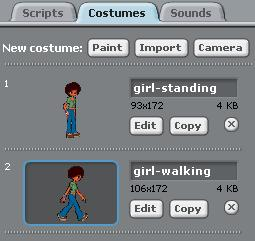 Scripts Costumes Sounds
New costume: Paint Import Camera
1
girl-standing
93x172 4 KB
Edit Copy
2
girl-walking
106x172 4 KB
Edit Copy